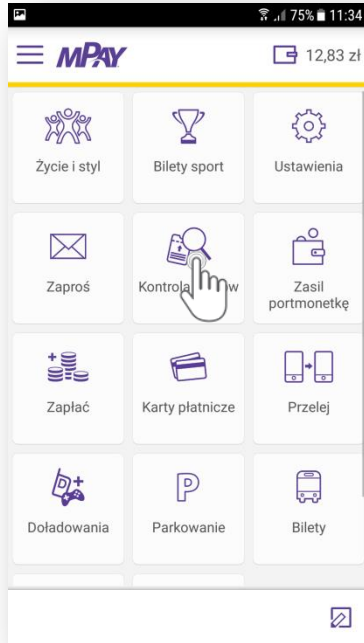 75% 11:34
mPAY
12,83 zł
Życie i styl
Bilety sport
Ustawienia
Zaproś
Kontrola
Zasil
portmonetkę
Zapłać
Karty płatnicze
Przelej
Doładowania
Parkowanie
Bilety